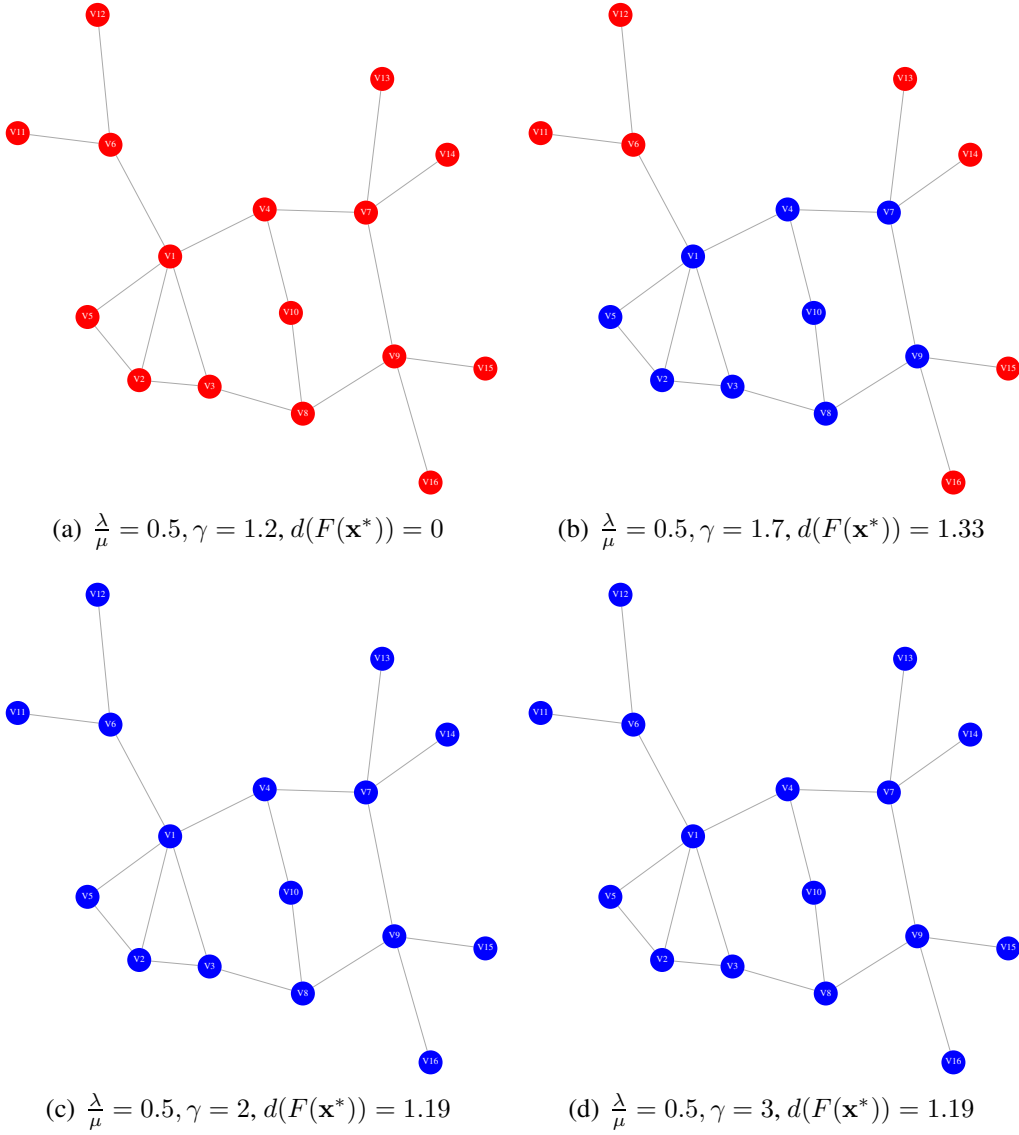 V12
V13
V11
V6
V14
V4
V7
V1
V10
V5
V9
V15
V2
V3
V8
V16
(a) λ/μ = 0.5, γ = 1.2, d(F(x*)) = 0
V12
V13
V11
V6
V14
V4
V7
V1
V10
V5
V9
V15
V2
V3
V8
V16
(b) λ/μ = 0.5, γ = 1.7, d(F(x*)) = 1.33
V12
V13
V11
V6
V14
V4
V7
V1
V10
V5
V9
V15
V2
V3
V8
V16
(c) λ/μ = 0.5, γ = 2, d(F(x*)) = 1.19
V12
V13
V11
V6
V14
V4
V7
V1
V10
V5
V9
V15
V2
V3
V8
V16
(d) λ/μ = 0.5, γ = 3, d(F(x*)) = 1.19